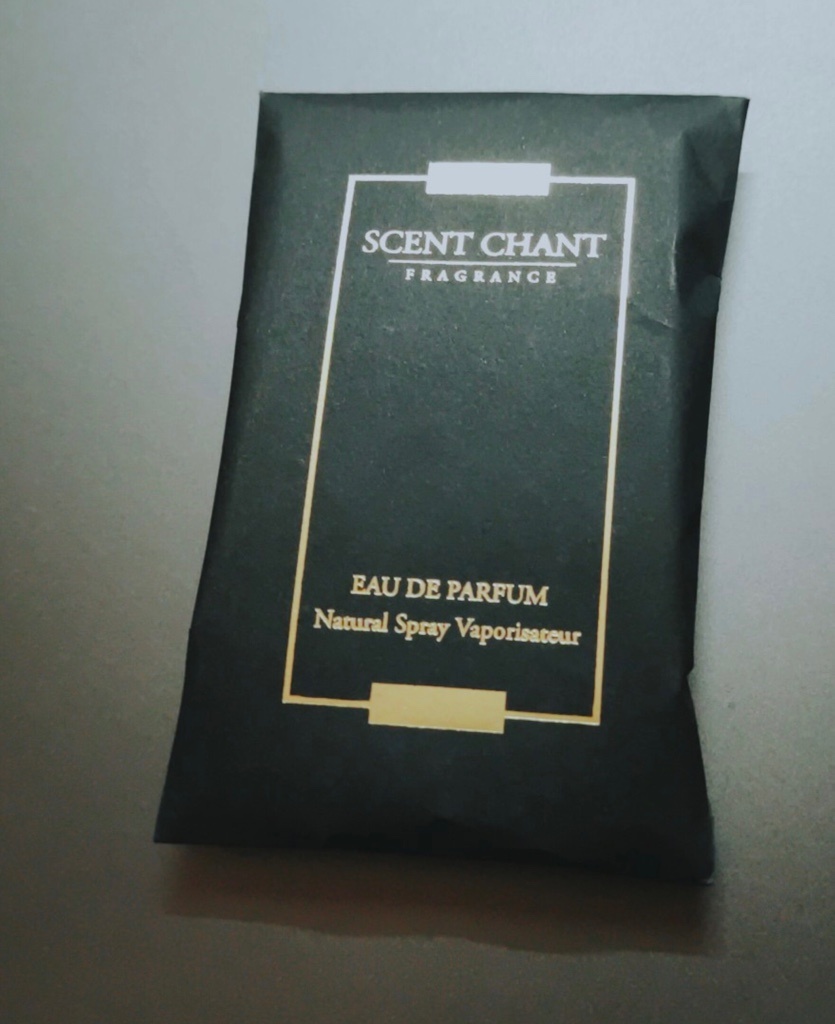 SCENT CHANT
FRAGRANCE
EAU DE PARFUM
Natural Spray Vaporisateur